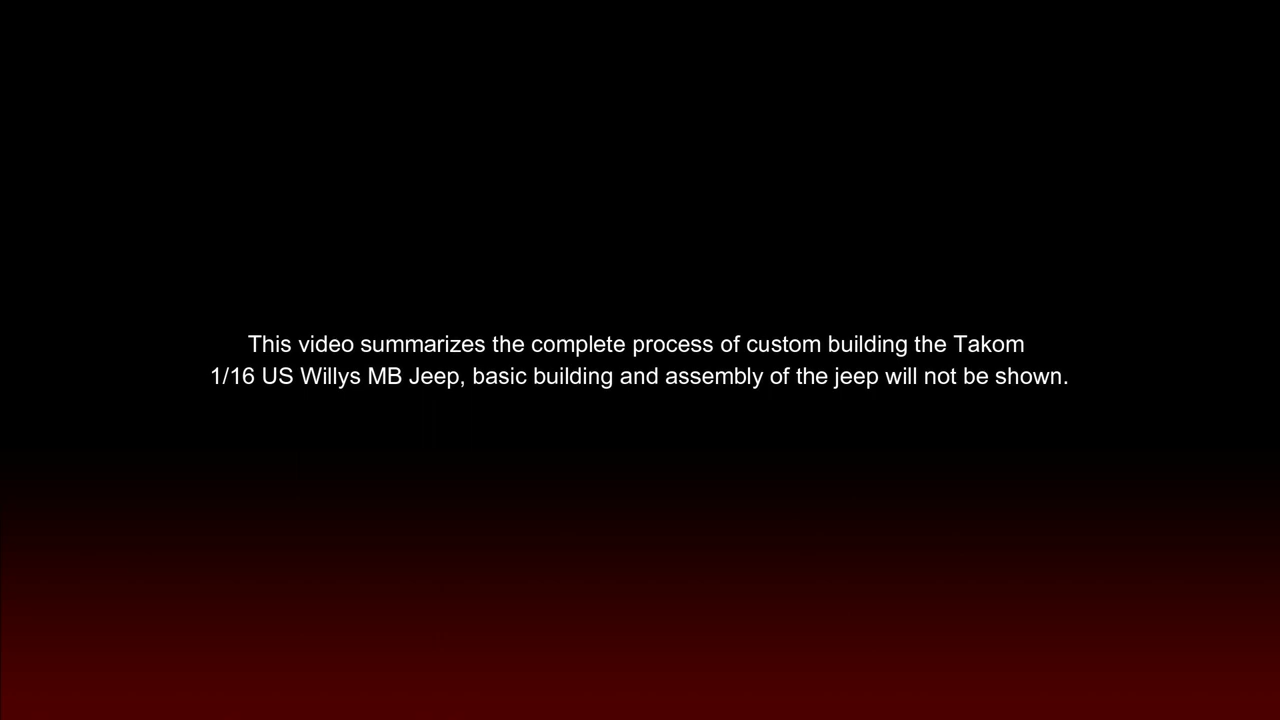 This video summarizes the complete process of custom building the Takom
1/16 US Willys MB Jeep, basic building and assembly of the jeep will not be shown.